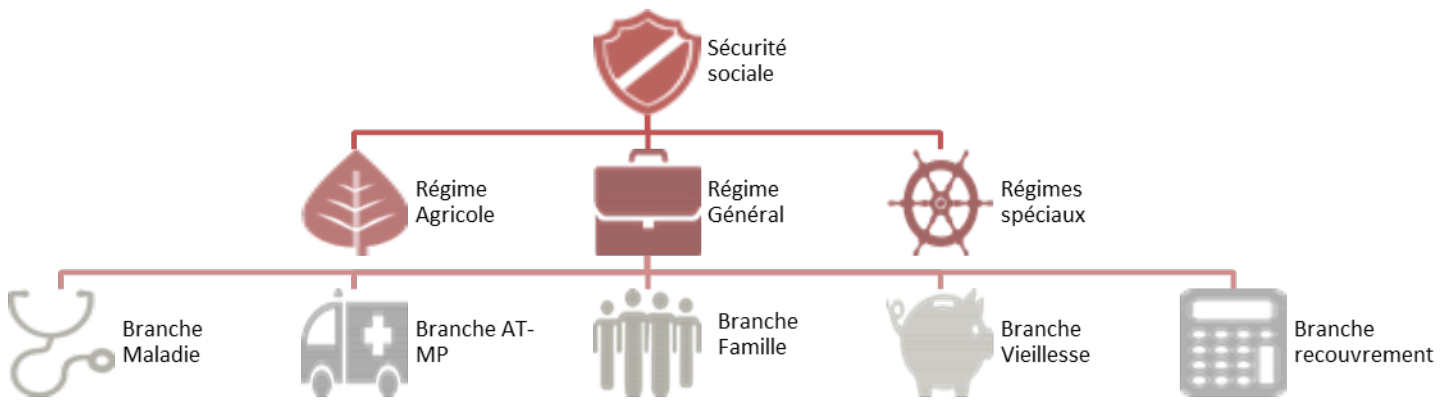 Sécurité
sociale
Régime
Agricole
Régime
Général
Régimes
spéciaux
Branche
Maladie
Branche AT-
MP
Branche
Famille
Branche
Vieillesse
Branche
recouvrement